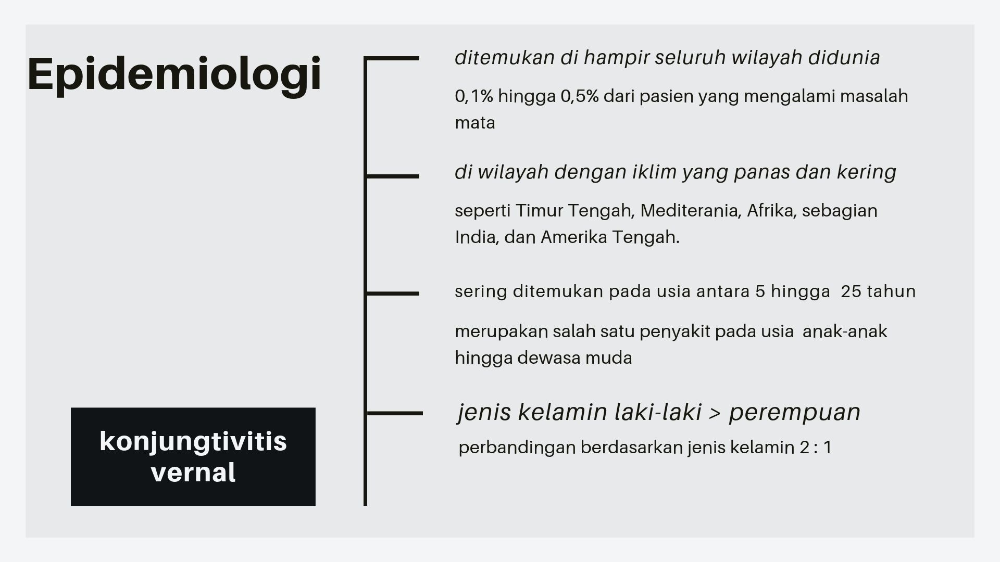 Epidemiologi
ditemukan di hampir seluruh wilayah didunia
0,1% hingga 0,5% dari pasien yang mengalami masalah
mata
di wilayah dengan iklim yang panas dan kering
seperti Timur Tengah, Mediterania, Afrika, sebagian
India, dan Amerika Tengah.
sering ditemukan pada usia antara 5 hingga  25 tahun
merupakan salah satu penyakit pada usia  anak-anak
hingga dewasa muda
jenis kelamin laki-laki > perempuan
perbandingan berdasarkan jenis kelamin 2 : 1
konjungtivitis
vernal